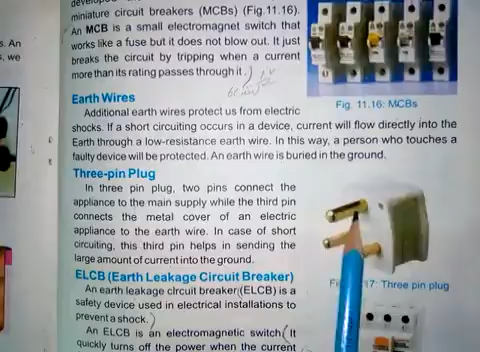 miniature circuit breakers (MCBs) (Fig.11.16).
An MCB is a small electromagnet switch that
works like a fuse but it does not blow out. It just
breaks the circuit by tripping when a current
more than its rating passes through it.
Fig. 11.16: MCBs
Earth Wires
Additional earth wires protect us from electric
shocks. If a short circuiting occurs in a device, current will flow directly into the
Earth through a low-resistance earth wire. In this way, a person who touches a
faulty device will be protected. An earth wire is buried in the ground.
Three-pin Plug
In three pin plug, two pins connect the
appliance to the main supply while the third pin
connects the metal cover of an electric
appliance to the earth wire. In case of short
circuiting, this third pin helps in sending the
large amount of current into the ground.
17: Three pin plug
ELCB (Earth Leakage Circuit Breaker)
An earth leakage circuit breaker (ELCB) is a
safety device used in electrical installations to
prevent a shock.
An ELCB is an electromagnetic switch. It
quickly turns off the power when the current
s. An
s, we